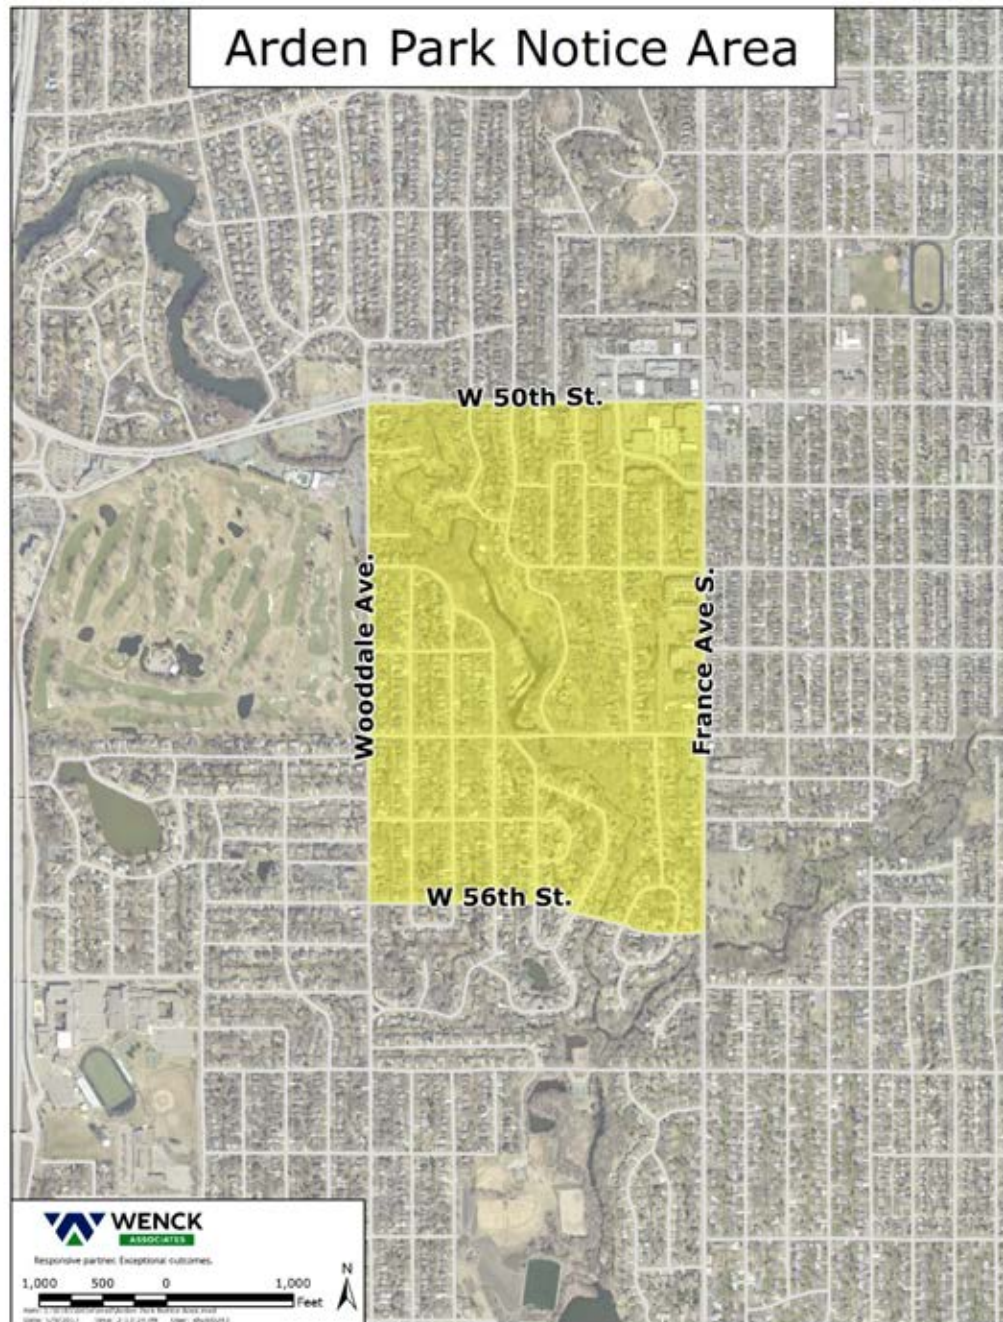 Arden Park Notice Area
W 50th St.
Wooddale Ave.
France Ave S.
W 56th St.
WENCK
ASSOCIATES
Responsive partner. Exceptional outcomes.
N
1,000 500 0 1,000
Feet